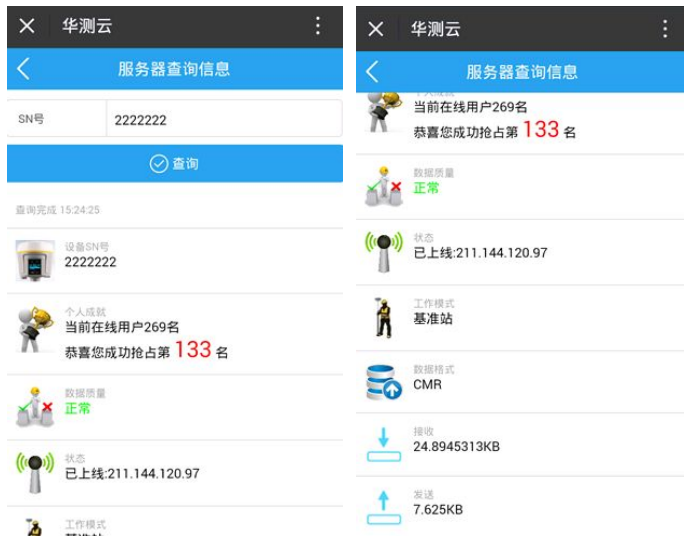 华测云
服务器查询信息
SN号
2222222
查询
查询完成 15:24:25
设备SN号
2222222
个人成就
当前在线用户269名
恭喜您成功抢占第 133 名
数据质量
正常
状态
已上线:211.144.120.97
工作模式
华测云
服务器查询信息
当前在线用户269名
恭喜您成功抢占第 133 名
数据质量
正常
状态
已上线:211.144.120.97
工作模式
基准站
数据格式
CMR
接收
24.8945313KB
发送
7.625KB